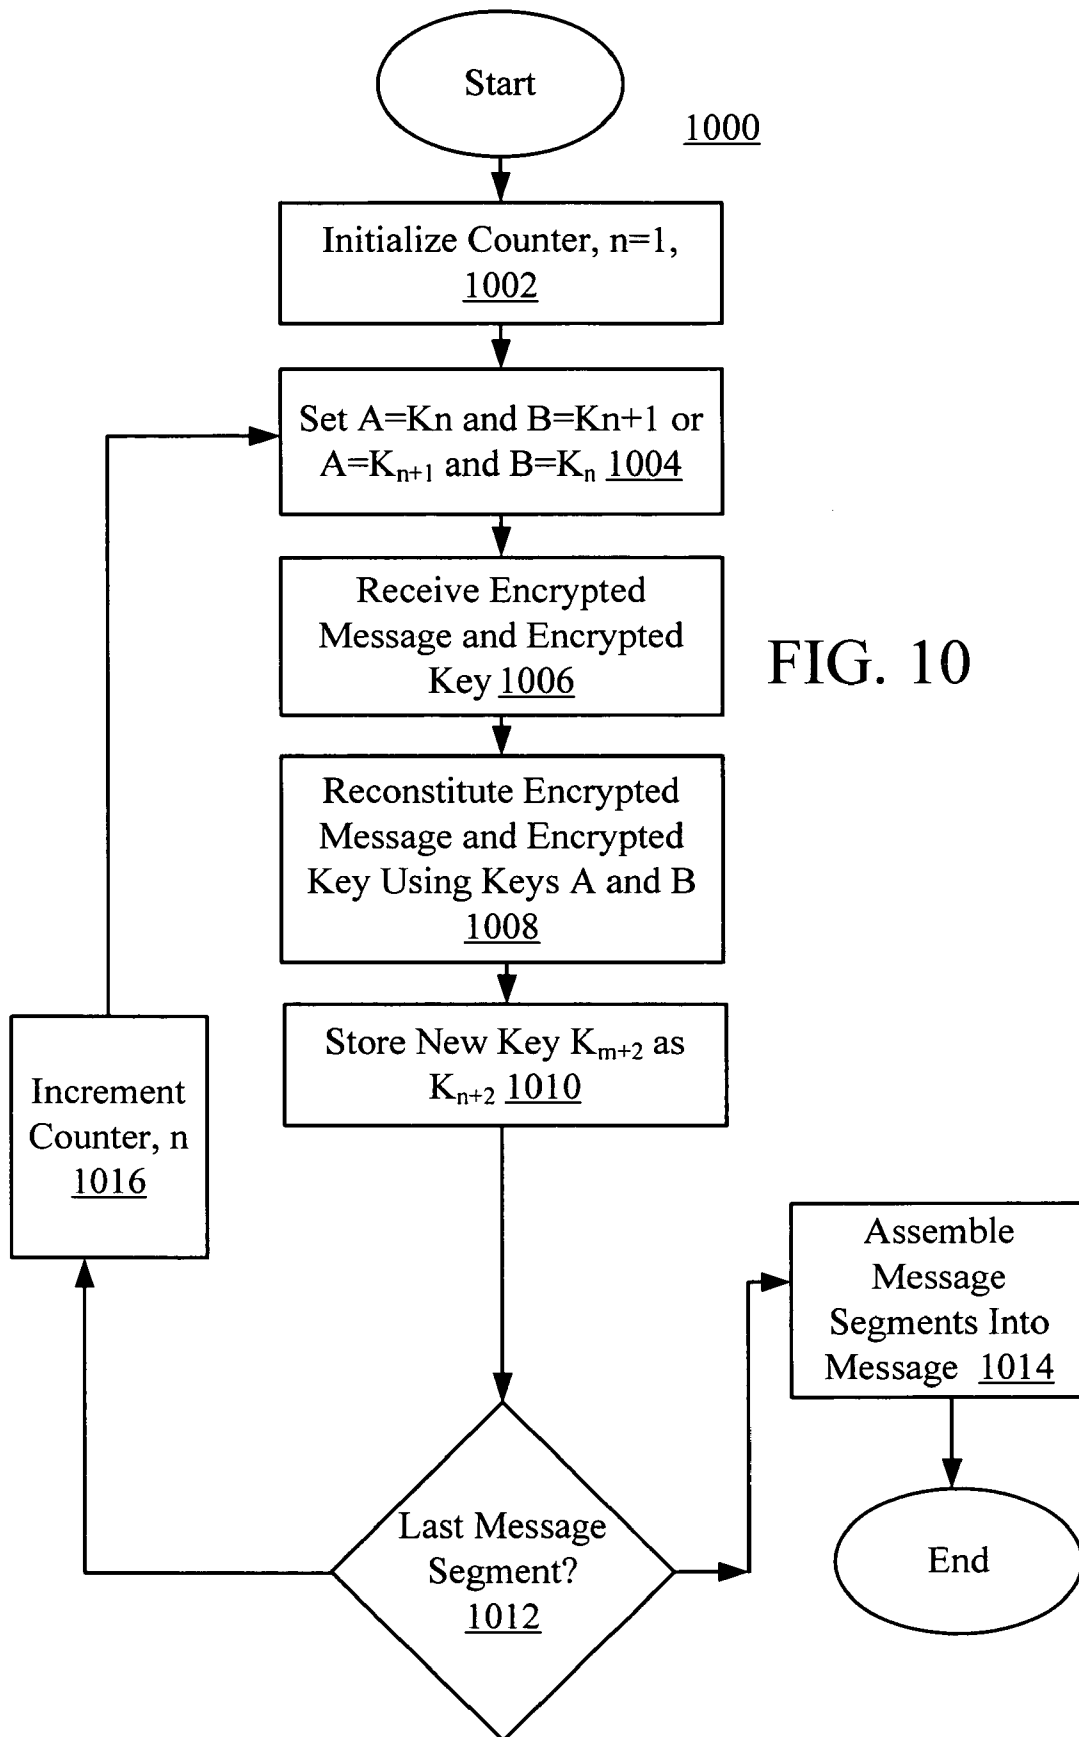 Start
1000
Initialize Counter, n=1,
1002
Set A=Kn and B=Kn+1 or
A=Kn+1 and B=Kn 1004
Receive Encrypted
Message and Encrypted
Key 1006
FIG. 10
Reconstitute Encrypted
Message and Encrypted
Key Using Keys A and B
1008
Store New Key Km+2 as
Kn+2 1010
Increment
Counter, n
1016
Assemble
Message
Segments Into
Message 1014
Last Message
Segment?
1012
End